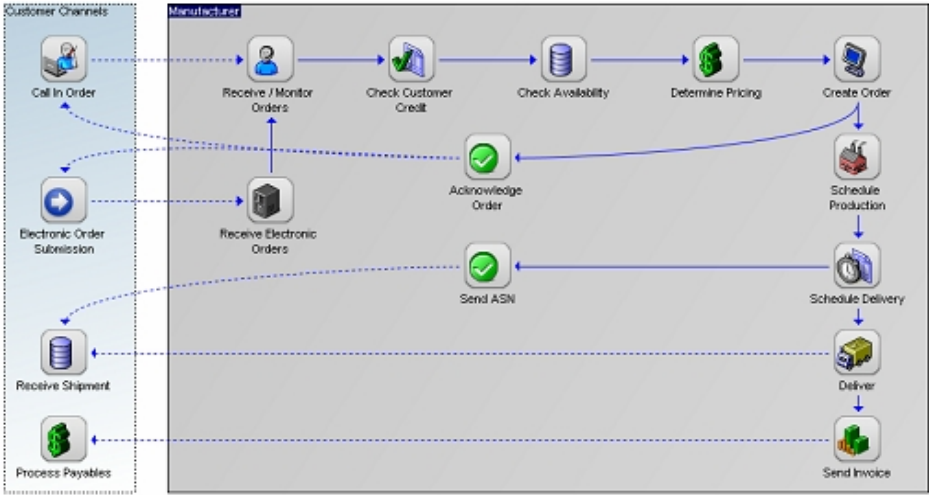 Customer Channels
Manufacturer
Call In Order
Receive / Monitor
Orders
Check Customer
Credit
Check Availability
Determine Pricing
Create Order
Acknowledge
Order
Schedule
Production
Electronic Order
Submission
Receive Electronic
Orders
Send ASN
Schedule Delivery
Receive Shipment
Deliver
Process Payables
Send Invoice